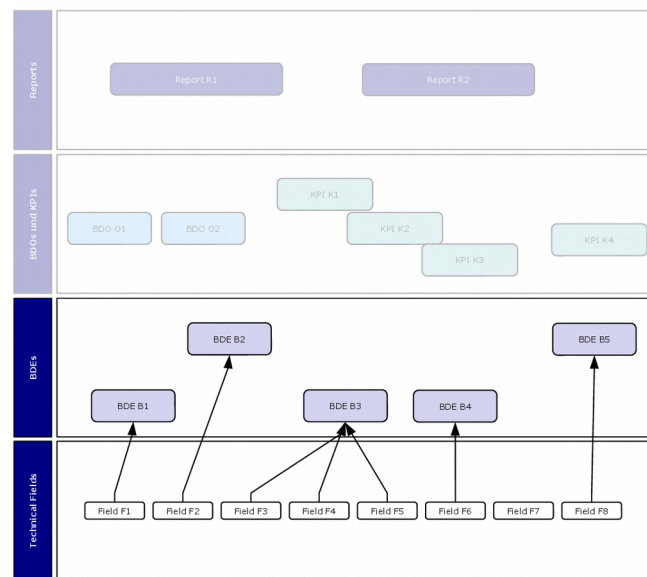 Reports
Report R1
Report R2
BDOs und KPIs
KPI K1
BDO O1
BDO O2
KPI K2
KPI K3
KPI K4
BDEs
BDE B2
BDE B5
BDE B1
BDE B3
BDE B4
Technical Fields
Field F1
Field F2
Field F3
Field F4
Field F5
Field F6
Field F7
Field F8